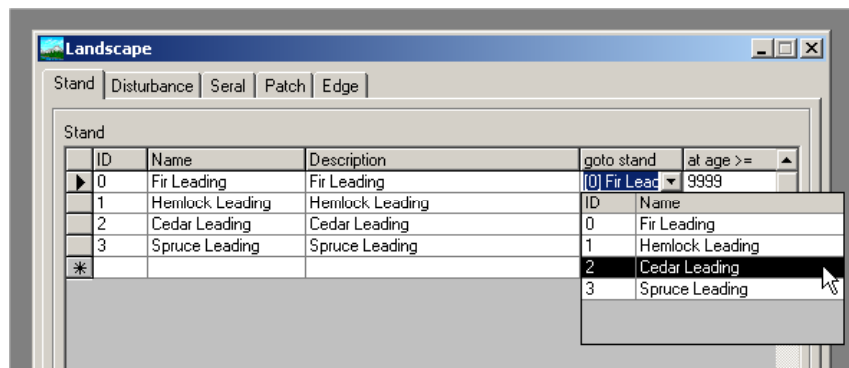 Landscape
Stand Disturbance Seral Patch Edge
Stand
ID Name Description goto stand at age >=
0 Fir Leading Fir Leading [0] Fir Lead 9999
1 Hemlock Leading Hemlock Leading ID Name
2 Cedar Leading Cedar Leading 0 Fir Leading
3 Spruce Leading Spruce Leading 1 Hemlock Leading
2 Cedar Leading
3 Spruce Leading